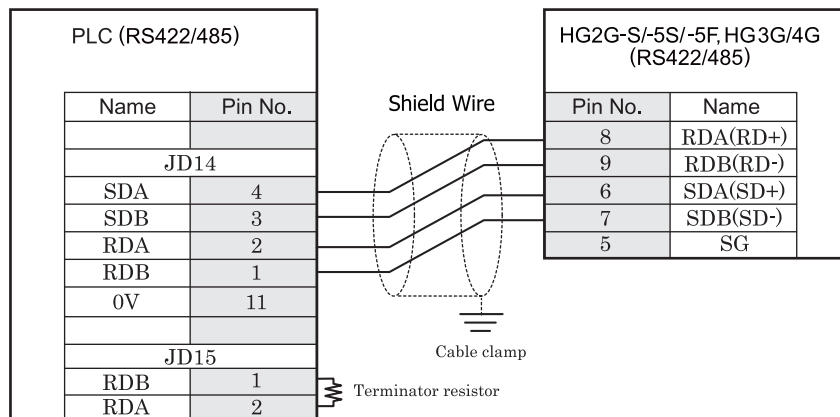 PLC (RS422/485)
Name Pin No.
JD14
SDA 4
SDB 3
RDA 2
RDB 1
0V 11
JD15
RDB 1
RDA 2
Shield Wire
Cable clamp
Terminator resistor
HG2G-S/-5S/-5F, HG3G/4G
(RS422/485)
Pin No. Name
8 RDA(RD+)
9 RDB(RD-)
6 SDA(SD+)
7 SDB(SD-)
5 SG